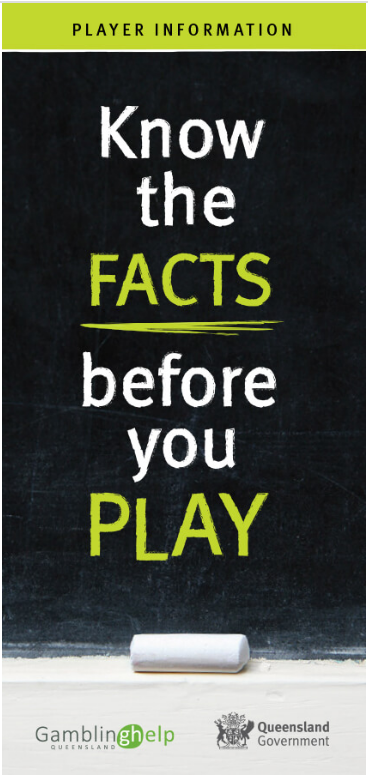 PLAYER INFORMATION
Know
the
FACTS
before
you
PLAY
Gamblinghelp
QUEENSLAND
Queensland
Government